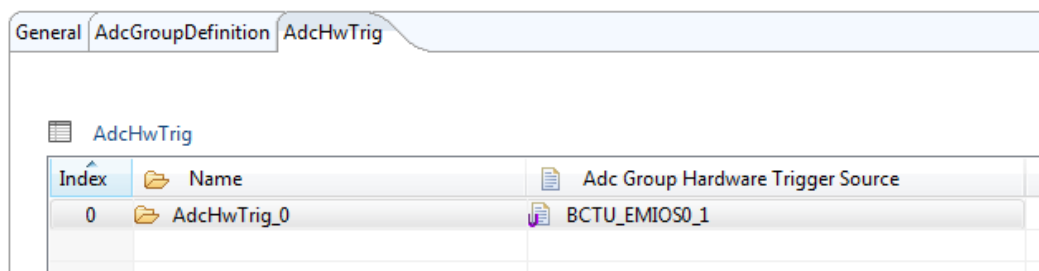 General AdcGroupDefinition AdcHwTrig
AdcHwTrig
Index Name Adc Group Hardware Trigger Source
0 AdcHwTrig_0 BCTU_EMIOS0_1